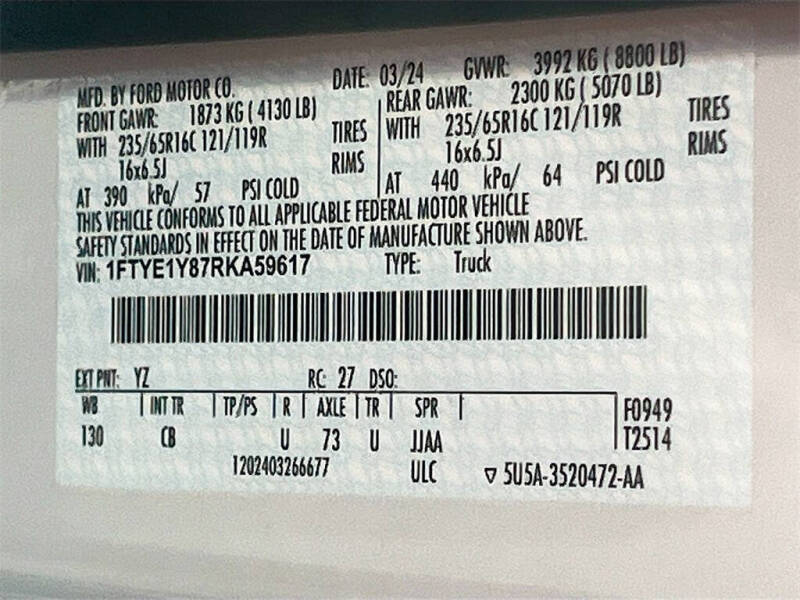 MFD. BY FORD MOTOR CO. DATE: 03/24 GVWR: 3992 KG ( 8800 LB)
FRONT GAWR: 1873 KG ( 4130 LB) REAR GAWR: 2300 KG ( 5070 LB)
WITH 235/65R16C 121/119R TIRES WITH 235/65R16C 121/119R TIRES
16x6.5J RIMS 16x6.5J RIMS
AT 390 kPa/ 57 PSI COLD AT 440 kPa/ 64 PSI COLD
THIS VEHICLE CONFORMS TO ALL APPLICABLE FEDERAL MOTOR VEHICLE
SAFETY STANDARDS IN EFFECT ON THE DATE OF MANUFACTURE SHOWN ABOVE.
VIN: 1FTYE1Y87RKA59617 TYPE: Truck
EXT PNT: YZ RC: 27 DSO:
WB INT TR TP/PS R AXLE TR SPR F0949
130 CB U 73 U JJAA T2514
1202403266677 ULC 5U5A-3520472-AA